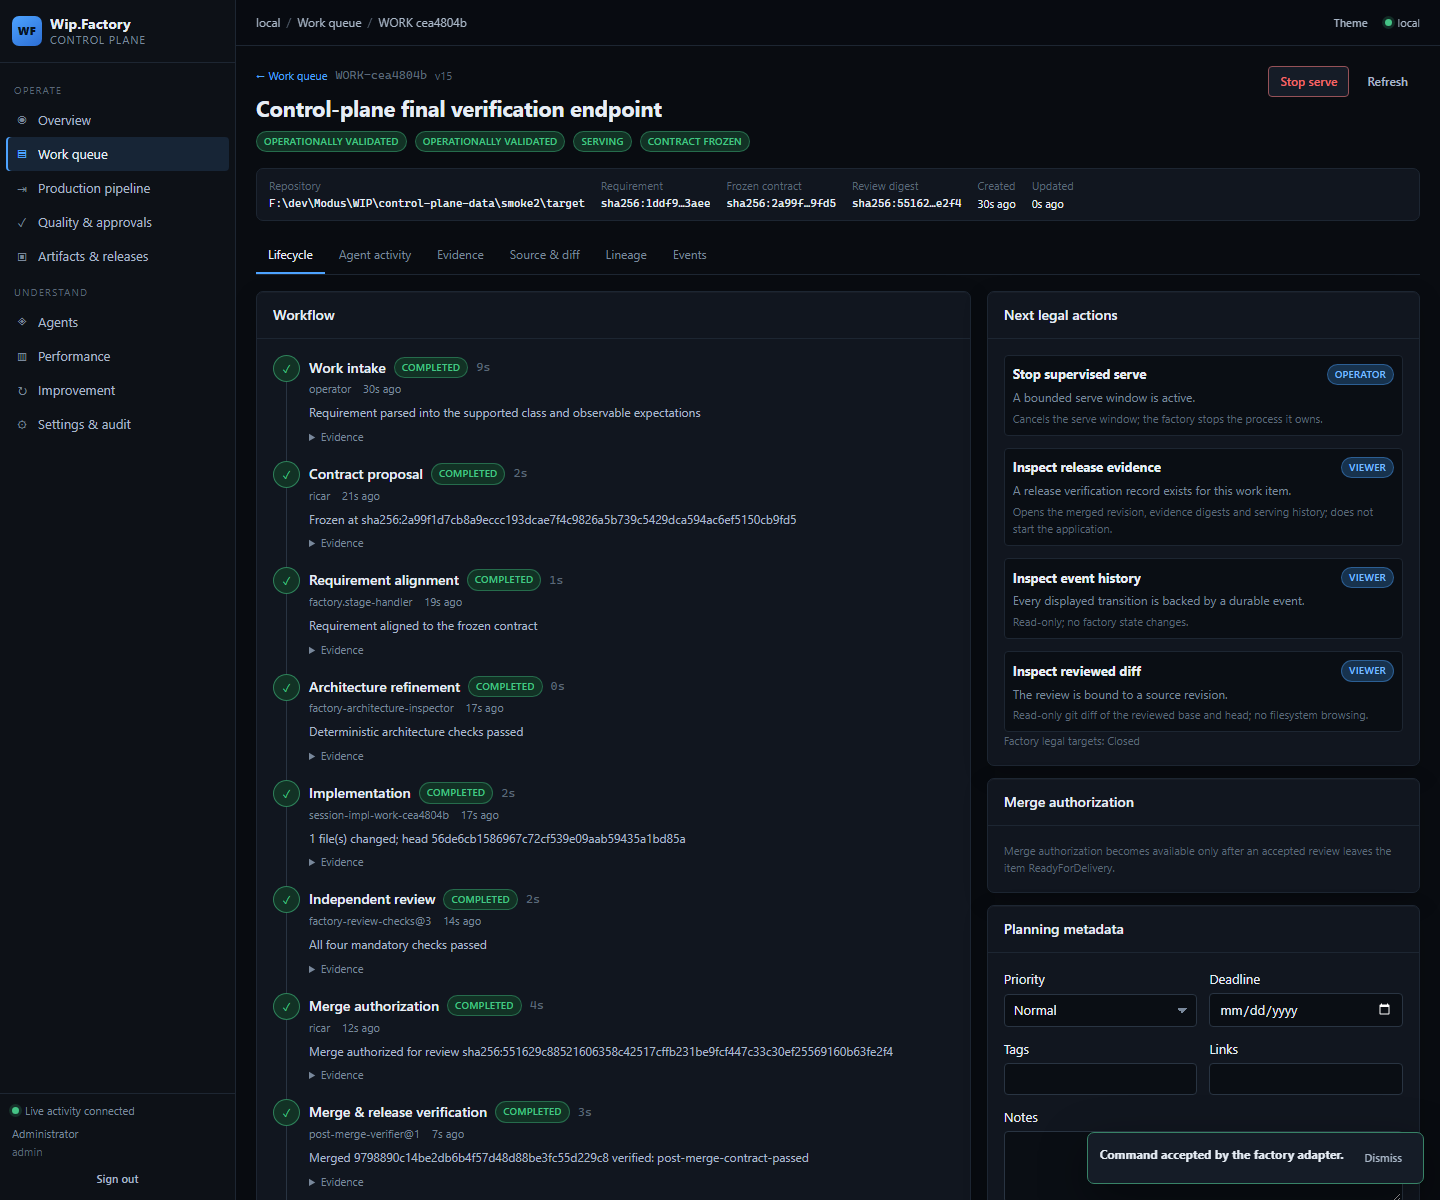 WF
Wip.Factory
CONTROL PLANE
OPERATE
Overview
Work queue
Production pipeline
Quality & approvals
Artifacts & releases
UNDERSTAND
Agents
Performance
Improvement
Settings & audit
Live activity connected
Administrator
admin
Sign out
local / Work queue / WORK cea4804b
Theme local
← Work queue WORK-cea4804b v15
Stop serve Refresh
Control-plane final verification endpoint
OPERATIONALLY VALIDATED OPERATIONALLY VALIDATED SERVING CONTRACT FROZEN
Repository Requirement Frozen contract Review digest Created Updated
F:\dev\Modus\WIP\control-plane-data\smoke2\target sha256:1ddf9…3aee sha256:2a99f…9fd5 sha256:55162…e2f4 30s ago 0s ago
Lifecycle Agent activity Evidence Source & diff Lineage Events
Workflow
Work intake COMPLETED 9s
operator 30s ago
Requirement parsed into the supported class and observable expectations
Evidence
Contract proposal COMPLETED 2s
ricar 21s ago
Frozen at sha256:2a99f1d7cb8a9eccc193dcae7f4c9826a5b739c5429dca594ac6ef5150cb9fd5
Evidence
Requirement alignment COMPLETED 1s
factory.stage-handler 19s ago
Requirement aligned to the frozen contract
Evidence
Architecture refinement COMPLETED 0s
factory-architecture-inspector 17s ago
Deterministic architecture checks passed
Evidence
Implementation COMPLETED 2s
session-impl-work-cea4804b 17s ago
1 file(s) changed; head 56de6cb1586967c72cf539e09aab59435a1bd85a
Evidence
Independent review COMPLETED 2s
factory-review-checks@3 14s ago
All four mandatory checks passed
Evidence
Merge authorization COMPLETED 4s
ricar 12s ago
Merge authorized for review sha256:551629c88521606358c42517cffb231be9fcf447c33c30ef25569160b63fe2f4
Evidence
Merge & release verification COMPLETED 3s
post-merge-verifier@1 7s ago
Merged 9798890c14be2db6b4f57d48d88be3fc55d229c8 verified: post-merge-contract-passed
Evidence
Next legal actions
Stop supervised serve OPERATOR
A bounded serve window is active.
Cancels the serve window; the factory stops the process it owns.
Inspect release evidence VIEWER
A release verification record exists for this work item.
Opens the merged revision, evidence digests and serving history; does not
start the application.
Inspect event history VIEWER
Every displayed transition is backed by a durable event.
Read-only; no factory state changes.
Inspect reviewed diff VIEWER
The review is bound to a source revision.
Read-only git diff of the reviewed base and head; no filesystem browsing.
Factory legal targets: Closed
Merge authorization
Merge authorization becomes available only after an accepted review leaves the
item ReadyForDelivery.
Planning metadata
Priority Deadline
Normal mm/dd/yyyy
Tags Links
Notes
Command accepted by the factory adapter. Dismiss